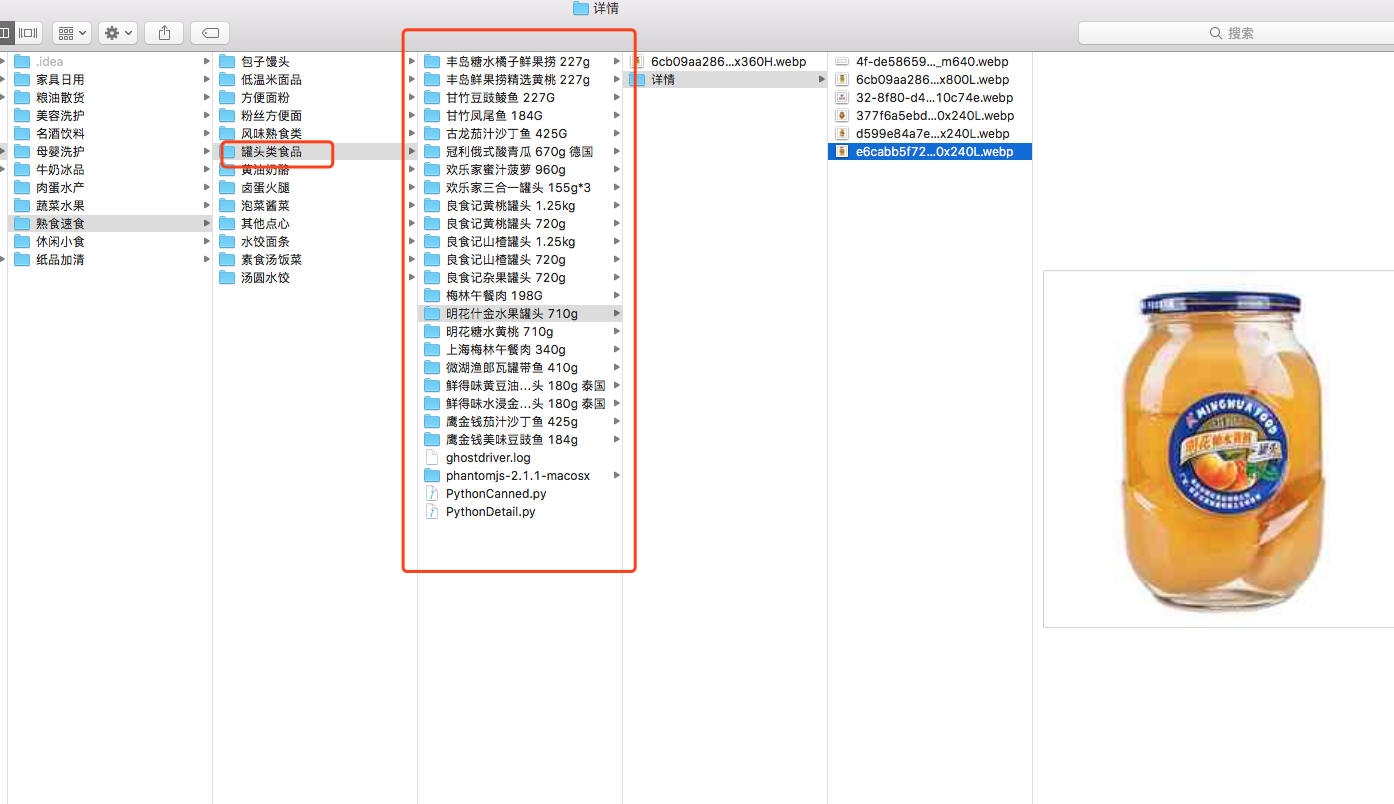 详情
搜索
.idea
家具日用
粮油散货
美容洗护
名酒饮料
母婴洗护
牛奶冰品
肉蛋水产
蔬菜水果
熟食速食
休闲小食
纸品加清
包子馒头
低温米面品
方便面粉
粉丝方便面
风味熟食类
罐头类食品
黄油奶酪
卤蛋火腿
泡菜酱菜
其他点心
水饺面条
素食汤饭菜
汤圆水饺
丰岛糖水橘子鲜果捞 227g
丰岛鲜果捞精选黄桃 227g
甘竹豆豉鲮鱼 227G
甘竹凤尾鱼 184G
古龙茄汁沙丁鱼 425G
冠利俄式酸青瓜 670g 德国
欢乐家蜜汁菠萝 960g
欢乐家三合一罐头 155g*3
良食记黄桃罐头 1.25kg
良食记黄桃罐头 720g
良食记山楂罐头 1.25kg
良食记山楂罐头 720g
良食记杂果罐头 720g
梅林午餐肉 198G
明花什金水果罐头 710g
明花糖水黄桃 710g
上海梅林午餐肉 340g
微湖渔郎瓦罐带鱼 410g
鲜得味黄豆油...头 180g 泰国
鲜得味水浸金...头 180g 泰国
鹰金钱茄汁沙丁鱼 425g
鹰金钱美味豆豉鱼 184g
ghostdriver.log
phantomjs-2.1.1-macosx
PythonCanned.py
PythonDetail.py
6cb09aa286...x360H.webp
详情
4f-de58659..._m640.webp
6cb09aa286...x800L.webp
32-8f80-d4...10c74e.webp
377f6a5ebd...0x240L.webp
d599e84a7e...x240L.webp
e6cabb5f72...0x240L.webp
MINGHUA FOOD
明花糖水黄桃
罐头